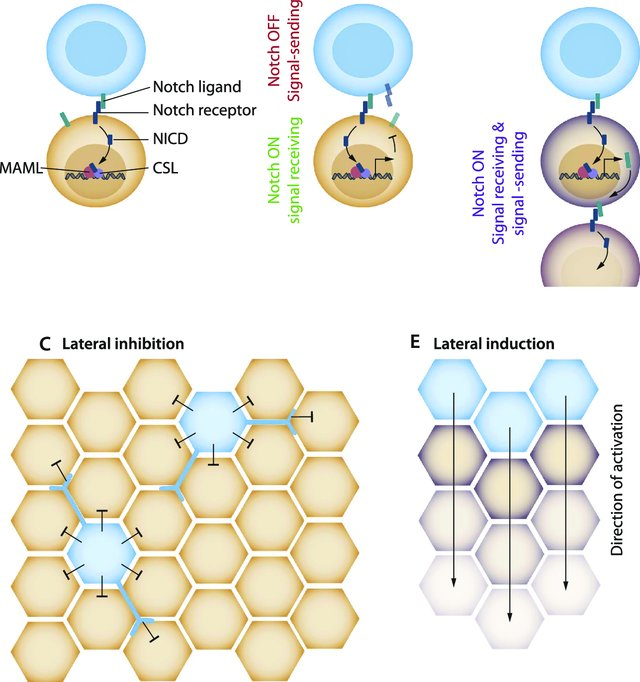 Notch ligand
Notch receptor
NICD
MAML
CSL
Notch OFF
Signal-sending
Notch ON
signal receiving
Notch ON
Signal receiving &
signal -sending
C Lateral inhibition
E Lateral induction
Direction of activation